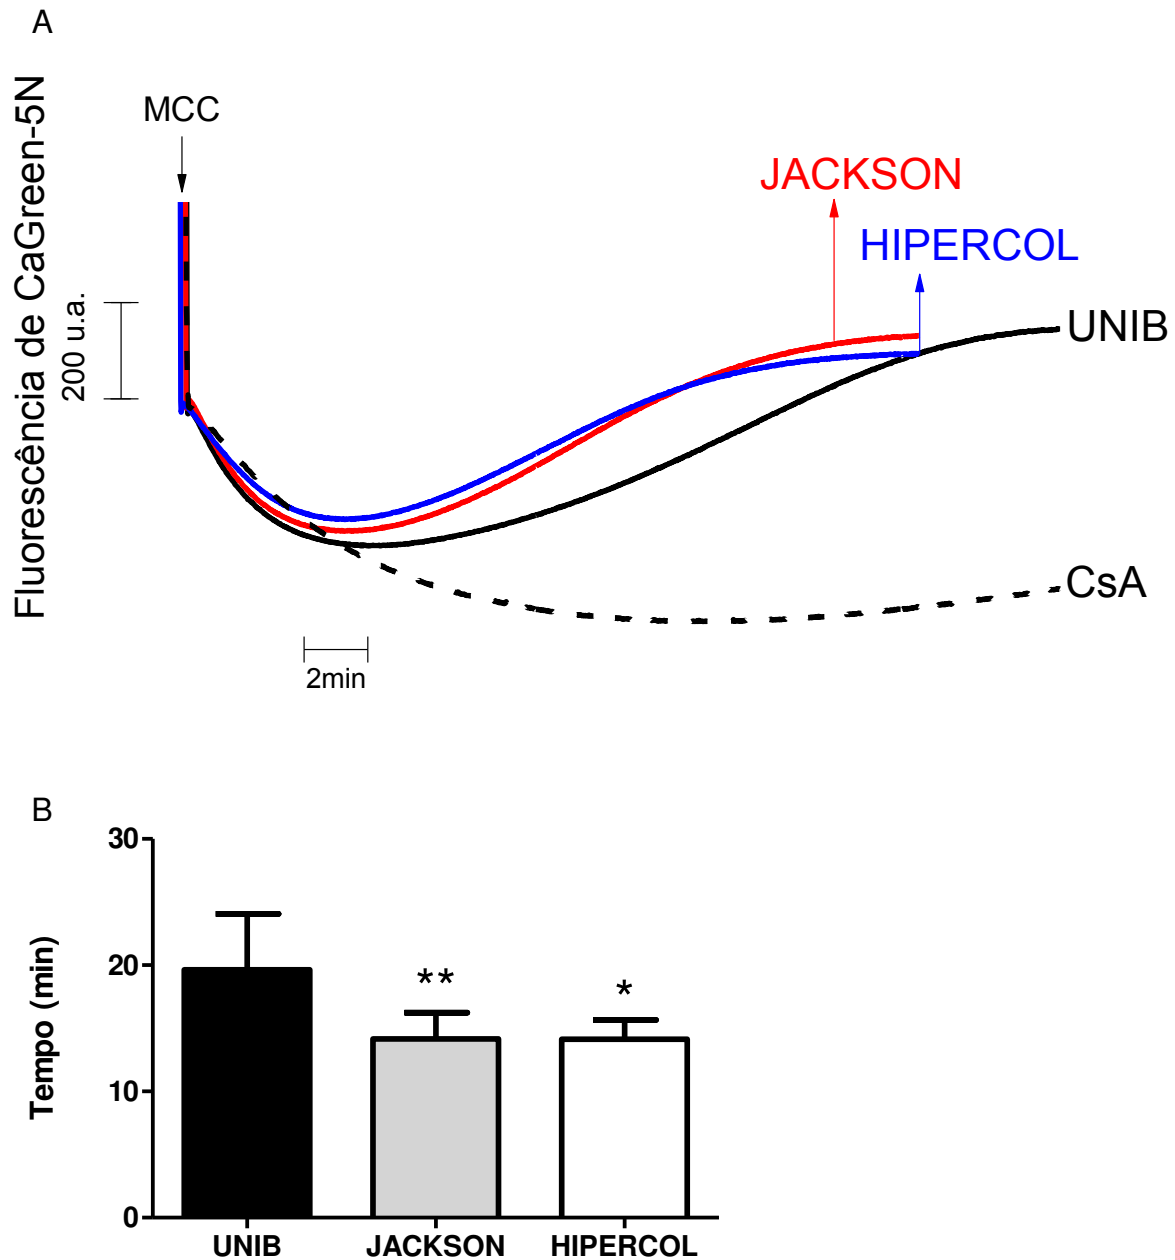 A
Fluorescência de CaGreen-5N
MCC
200 u.a.
JACKSON
HIPERCOL
UNIB
CsA
2min
B
Tempo (min)
30
20
10
0
**
*
UNIB
JACKSON
HIPERCOL